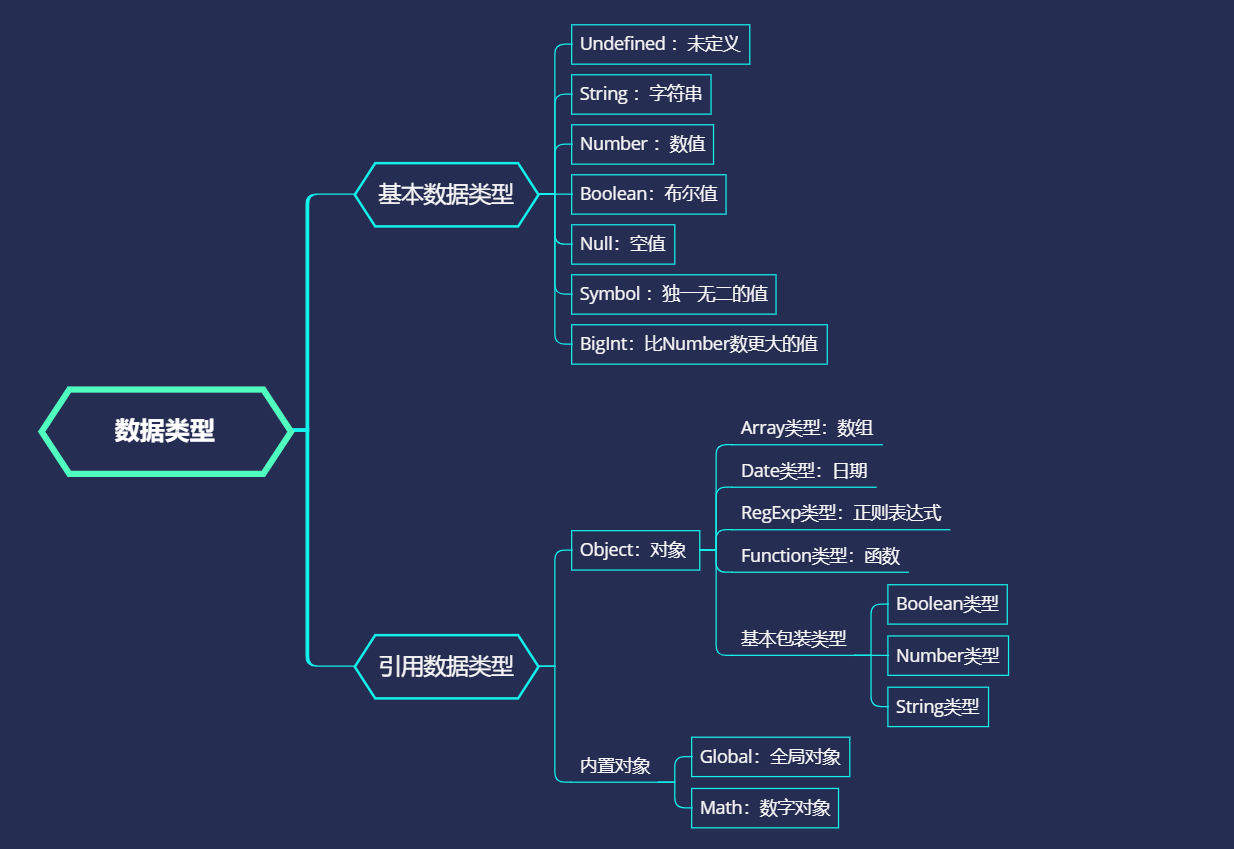 数据类型
基本数据类型
Undefined ：未定义
String ：字符串
Number ：数值
Boolean：布尔值
Null：空值
Symbol ：独一无二的值
BigInt：比Number数更大的值
引用数据类型
Object：对象
Array类型：数组
Date类型：日期
RegExp类型：正则表达式
Function类型：函数
基本包装类型
Boolean类型
Number类型
String类型
内置对象
Global：全局对象
Math：数字对象